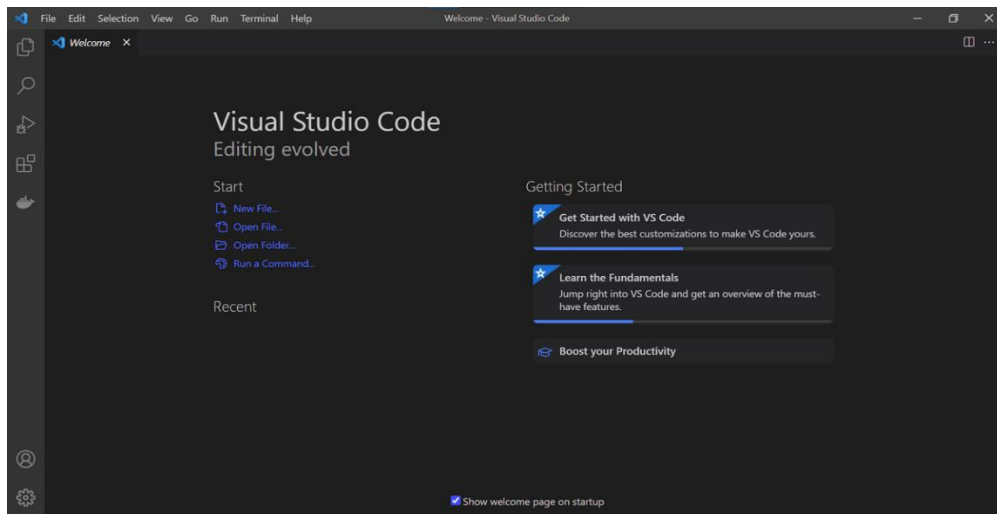 File Edit Selection View Go Run Terminal Help
Welcome - Visual Studio Code
Welcome
Visual Studio Code
Editing evolved
Start
New File...
Open File...
Open Folder...
Run a Command...
Recent
Getting Started
Get Started with VS Code
Discover the best customizations to make VS Code yours.
Learn the Fundamentals
Jump right into VS Code and get an overview of the must-
have features.
Boost your Productivity
Show welcome page on startup